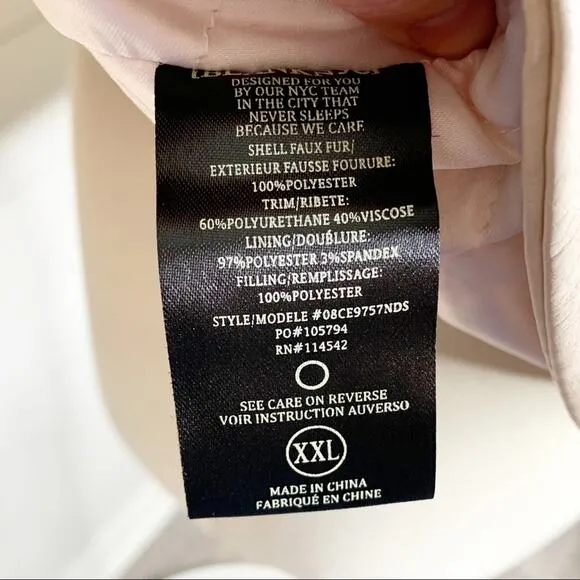 [BLANKNYC]
DESIGNED FOR YOU
BY OUR NYC TEAM
IN THE CITY THAT
NEVER SLEEPS
BECAUSE WE CARE
SHELL FAUX FUR/
EXTERIEUR FAUSSE FOURURE:
100%POLYESTER
TRIM/RIBETE:
60%POLYURETHANE 40%VISCOSE
LINING/DOUBLURE:
97%POLYESTER 3%SPANDEX
FILLING/REMPLISSAGE:
100%POLYESTER
STYLE/MODELE #08CE9757NDS
PO#105794
RN#114542
SEE CARE ON REVERSE
VOIR INSTRUCTION AUVERSO
XXL
MADE IN CHINA
FABRIQUÉ EN CHINE